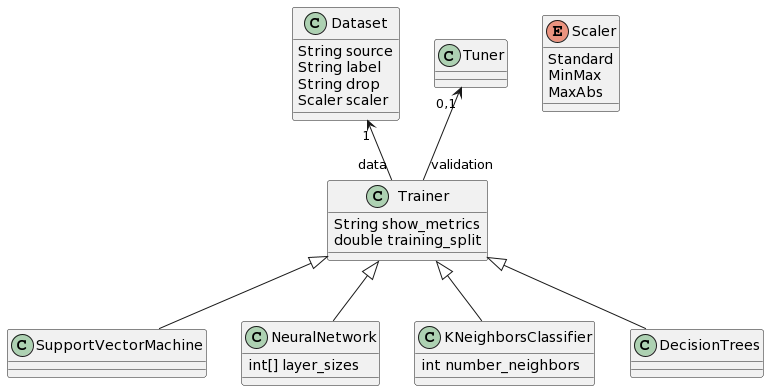 C Dataset
String source
String label
String drop
Scaler scaler
C Tuner
E Scaler
Standard
MinMax
MaxAbs
1
0,1
data
validation
C Trainer
String show_metrics
double training_split
C SupportVectorMachine
C NeuralNetwork
int[] layer_sizes
C KNeighborsClassifier
int number_neighbors
C DecisionTrees